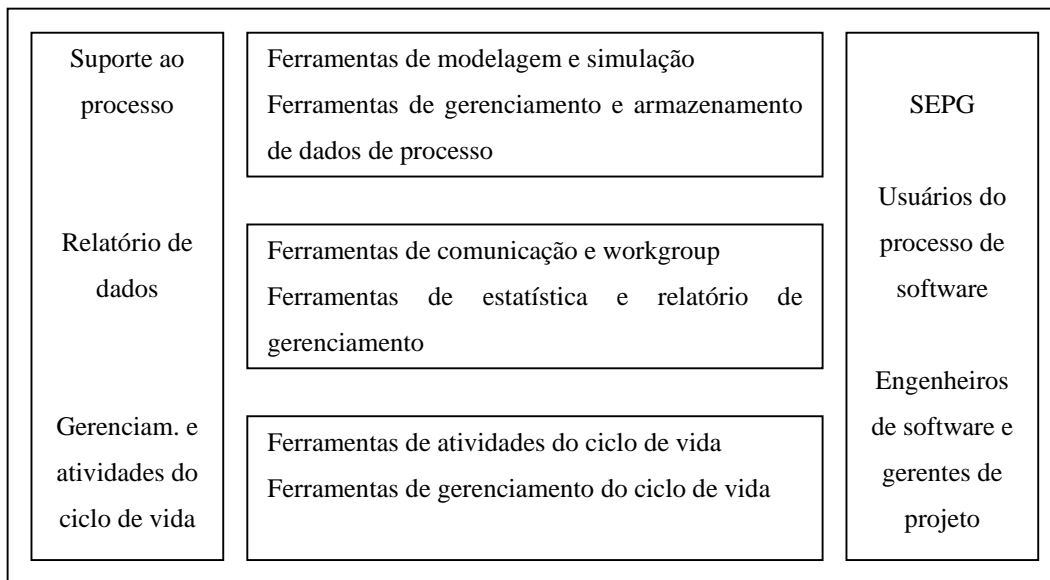 Suporte ao
processo
Relatório de
dados
Gerenciam. e
atividades do
ciclo de vida
Ferramentas de modelagem e simulação
Ferramentas de gerenciamento e armazenamento
de dados de processo
Ferramentas de comunicação e workgroup
Ferramentas de estatística e relatório de
gerenciamento
Ferramentas de atividades do ciclo de vida
Ferramentas de gerenciamento do ciclo de vida
SEPG
Usuários do
processo de
software
Engenheiros
de software e
gerentes de
projeto